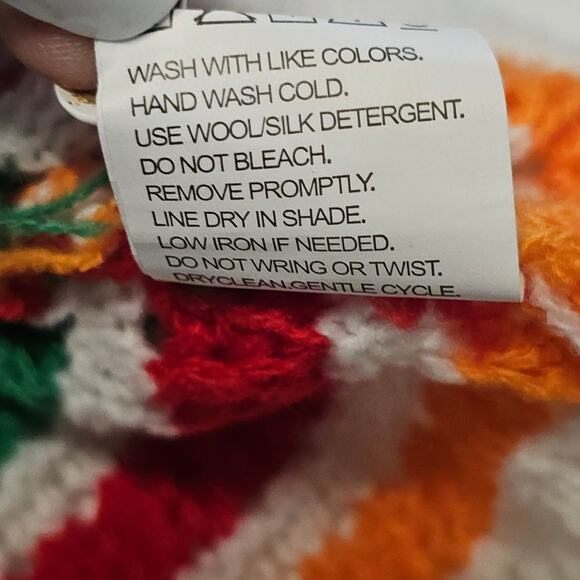 WASH WITH LIKE COLORS.
HAND WASH COLD.
USE WOOL/SILK DETERGENT.
DO NOT BLEACH.
REMOVE PROMPTLY.
LINE DRY IN SHADE.
LOW IRON IF NEEDED.
DO NOT WRING OR TWIST.
DRYCLEAN,GENTLE CYCLE.